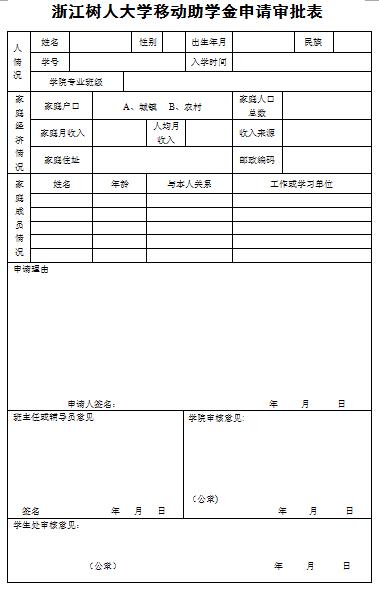 浙江树人大学移动助学金申请审批表
人情况 姓名 性别 出生年月 民族
学号 入学时间
学院专业班级
家庭经济情况 家庭户口 A、城镇 B、农村 家庭人口总数
家庭月收入 人均月收入 收入来源
家庭住址 邮政编码
家庭成员情况 姓名 年龄 与本人关系 工作或学习单位
申请理由
申请人签名： 年 月 日
班主任或辅导员意见 学院审核意见:
（公章)
签名 年 月 日 年 月 日
学生处审核意见：
（公章） 年 月 日